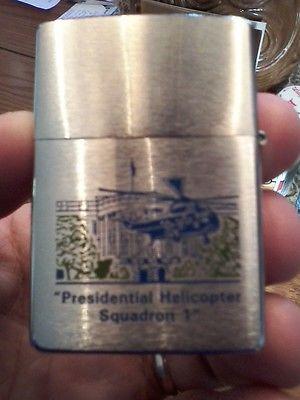 "Presidential Helicopter
Squadron 1"